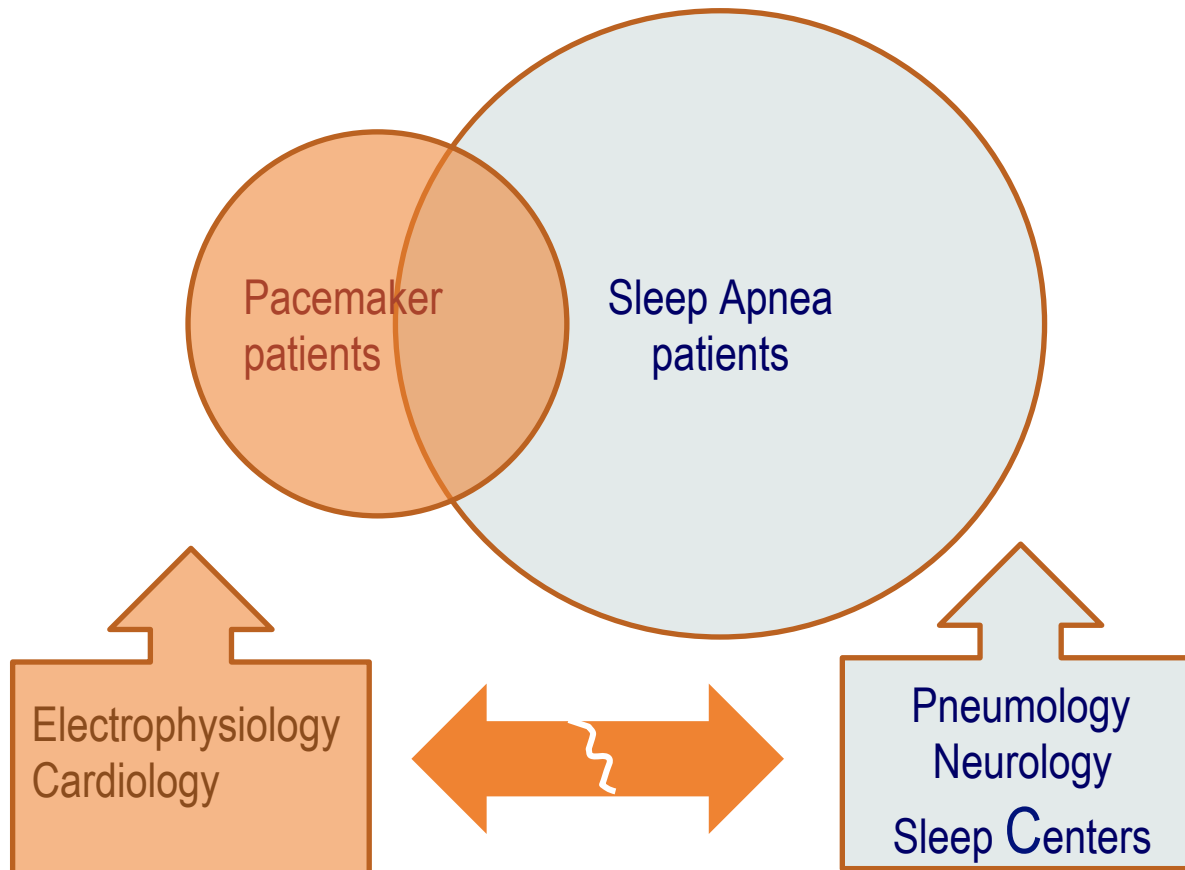 Pacemaker
patients
Sleep Apnea
patients
Electrophysiology
Cardiology
Pneumology
Neurology
Sleep Centers